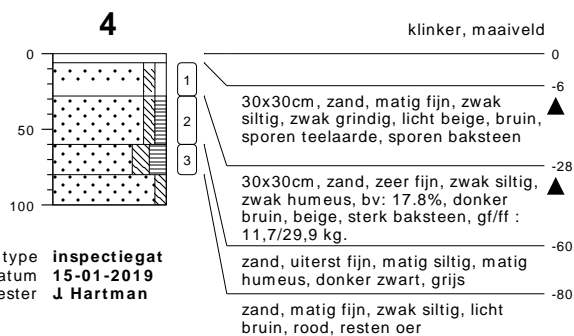 4
klinker, maaiveld
0
0
-6
1
30x30cm, zand, matig fijn, zwak
siltig, zwak grindig, licht beige, bruin,
sporen teelaarde, sporen baksteen
2
50
-28
30x30cm, zand, zeer fijn, zwak siltig,
zwak humeus, bv: 17.8%, donker
bruin, beige, sterk baksteen, gf/ff :
11,7/29,9 kg.
3
-60
zand, uiterst fijn, matig siltig, matig
humeus, donker zwart, grijs
100
-80
zand, matig fijn, zwak siltig, licht
bruin, rood, resten oer
type inspectiegat
atum 15-01-2019
ester J. Hartman